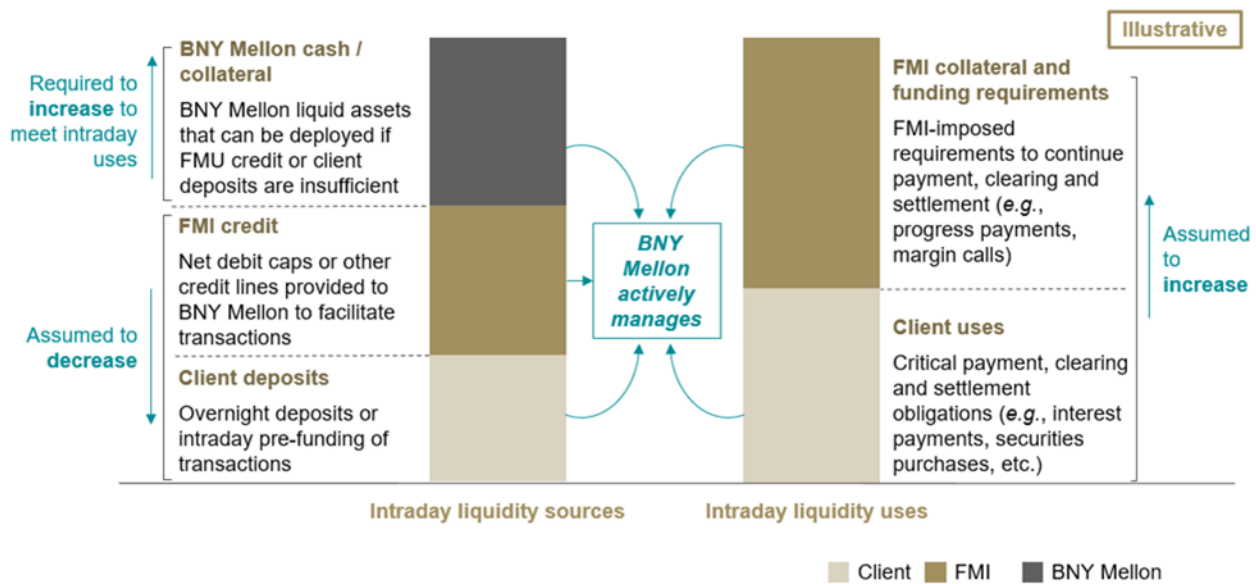 Illustrative
Required to
increase to
meet intraday
uses
BNY Mellon cash /
collateral
BNY Mellon liquid assets
that can be deployed if
FMU credit or client
deposits are insufficient
FMI credit
Net debit caps or other
credit lines provided to
BNY Mellon to facilitate
transactions
Assumed to
decrease
Client deposits
Overnight deposits or
intraday pre-funding of
transactions
BNY
Mellon
actively
manages
FMI collateral and
funding requirements
FMI-imposed
requirements to continue
payment, clearing and
settlement (e.g.,
progress payments,
margin calls)
Client uses
Critical payment, clearing
and settlement
obligations (e.g., interest
payments, securities
purchases, etc.)
Assumed
to
increase
Intraday liquidity sources
Intraday liquidity uses
Client
FMI
BNY Mellon